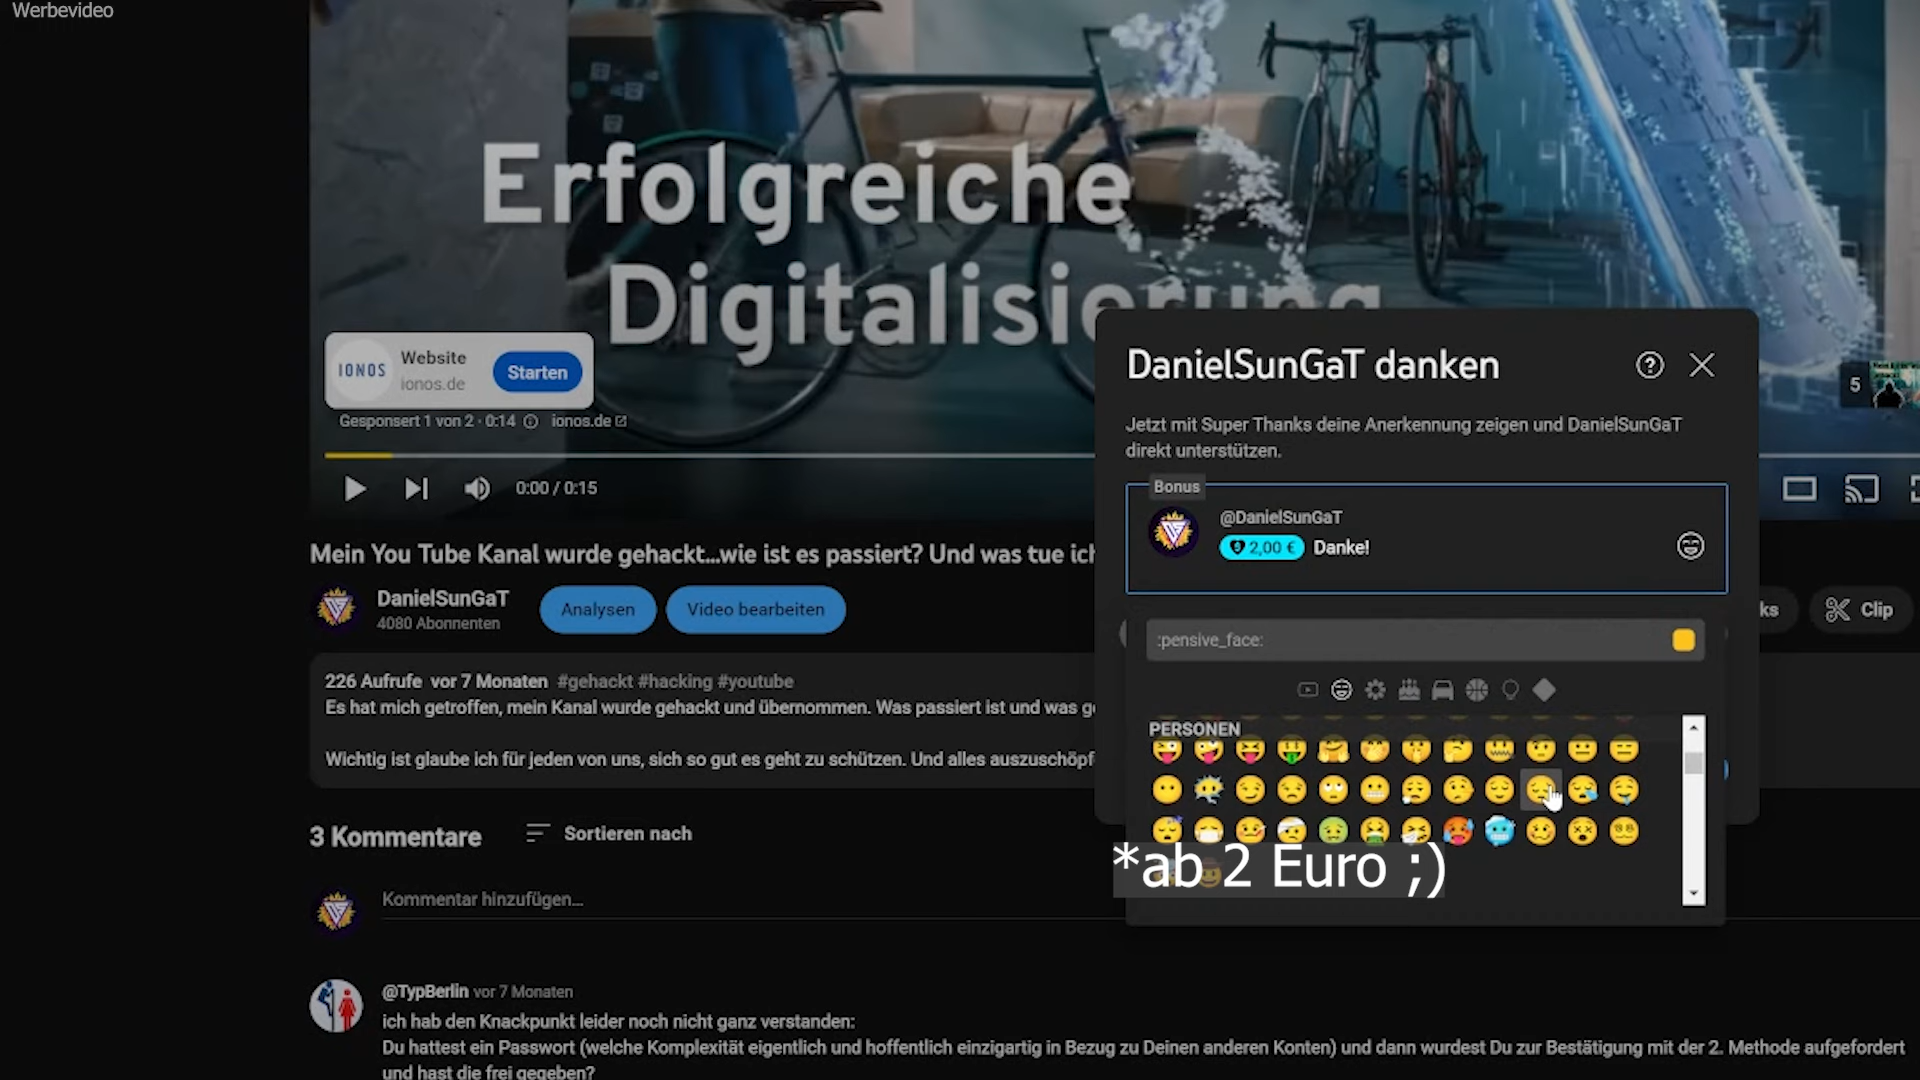 Werbevideo
Erfolgreiche
Digitalisierung
IONOS
Website
ionos.de
Starten
Gesponsert 1 von 2 · 0:14
ionos.de
0:00 / 0:15
5
Mein You Tube Kanal wurde gehackt...wie ist es passiert? Und was tue ich
DanielSunGaT
4080 Abonnenten
Analysen
Video bearbeiten
Clip
226 Aufrufe vor 7 Monaten #gehackt #hacking #youtube
Es hat mich getroffen, mein Kanal wurde gehackt und übernommen. Was passiert ist und was
Wichtig ist glaube ich für jeden von uns, sich so gut es geht zu schützen. Und alles auszuschöpf
DanielSunGaT danken
Jetzt mit Super Thanks deine Anerkennung zeigen und DanielSunGaT
direkt unterstützen.
Bonus
@DanielSunGaT
2,00 € Danke!
:pensive_face:
PERSONEN
*ab 2 Euro ;)
3 Kommentare
Sortieren nach
Kommentar hinzufügen...
@TypBerlin vor 7 Monaten
ich hab den Knackpunkt leider noch nicht ganz verstanden:
Du hattest ein Passwort (welche Komplexität eigentlich und hoffentlich einzigartig in Bezug zu Deinen anderen Konten) und dann wurdest Du zur Bestätigung mit der 2. Methode aufgefordert
und hast die frei gegeben?